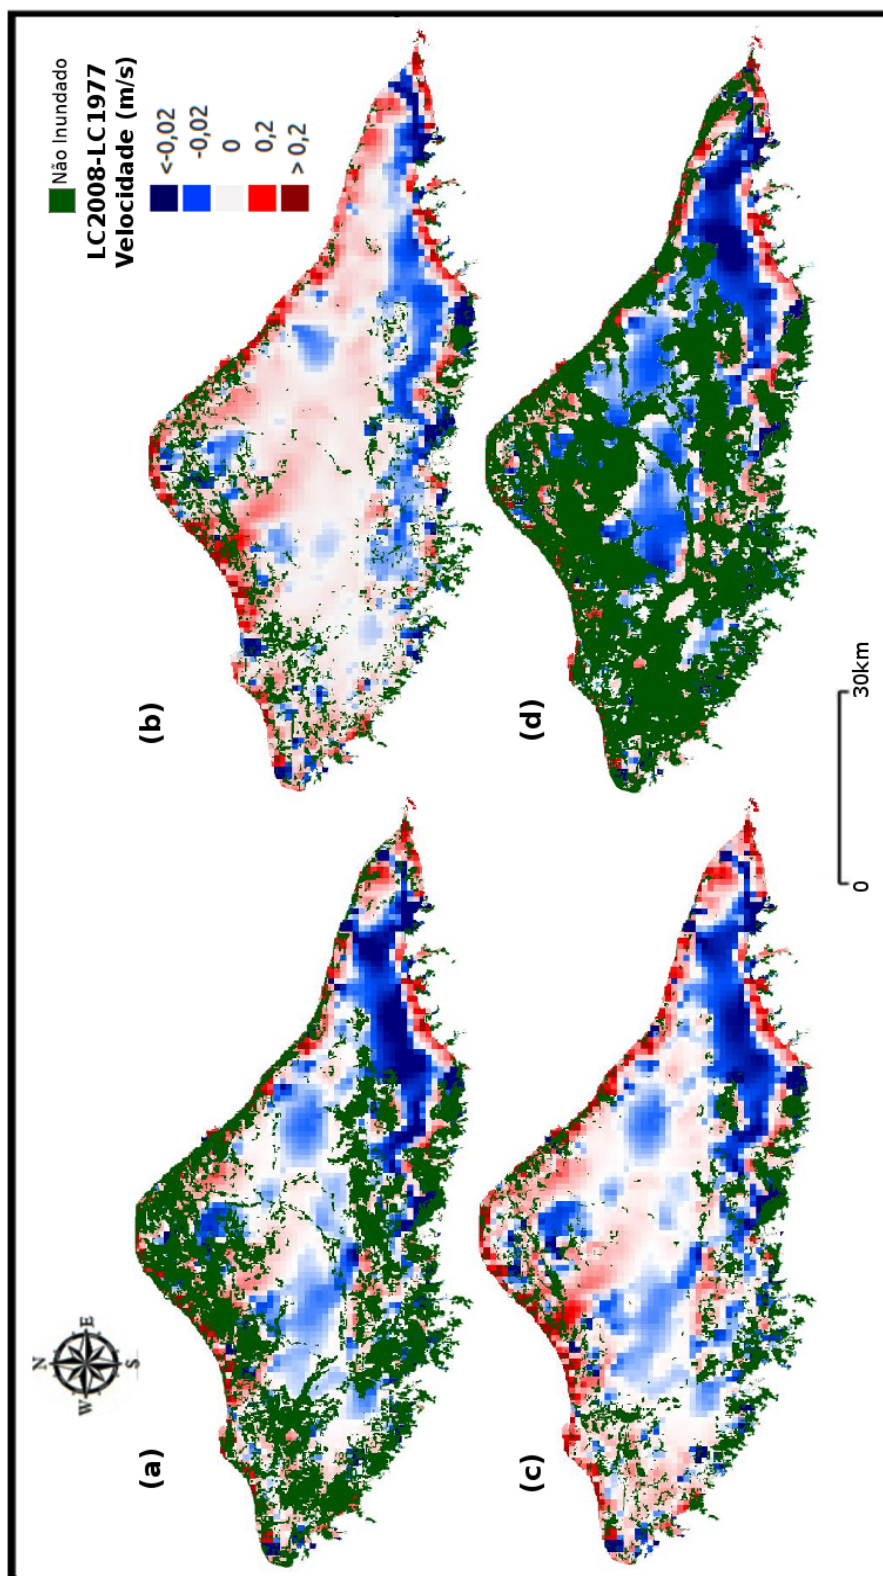 (a)
(b)
Não Inundado
LC2008-LC1977
Velocidade (m/s)
<-0,02
-0,02
0
0,2
> 0,2
N
E
S
W
(c)
(d)
0
30km